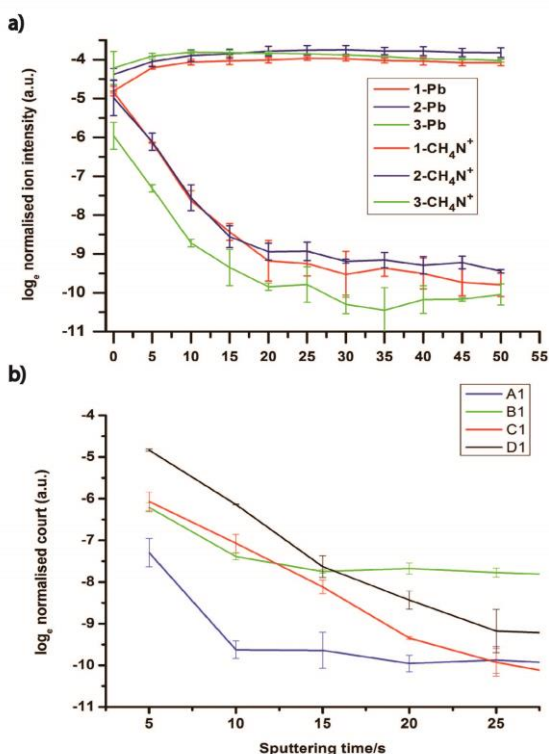 a)
-4
-5
-6
-7
-8
-9
-10
-11
logₑ normalised ion intensity (a.u.)
1-Pb
2-Pb
3-Pb
1-CH₄N⁺
2-CH₄N⁺
3-CH₄N⁺
0 5 10 15 20 25 30 35 40 45 50 55
b)
A1
B1
C1
D1
-4
-5
-6
-7
-8
-9
-10
-11
logₑ normalised court (a.u.)
5 10 15 20 25
Sputtering time/s